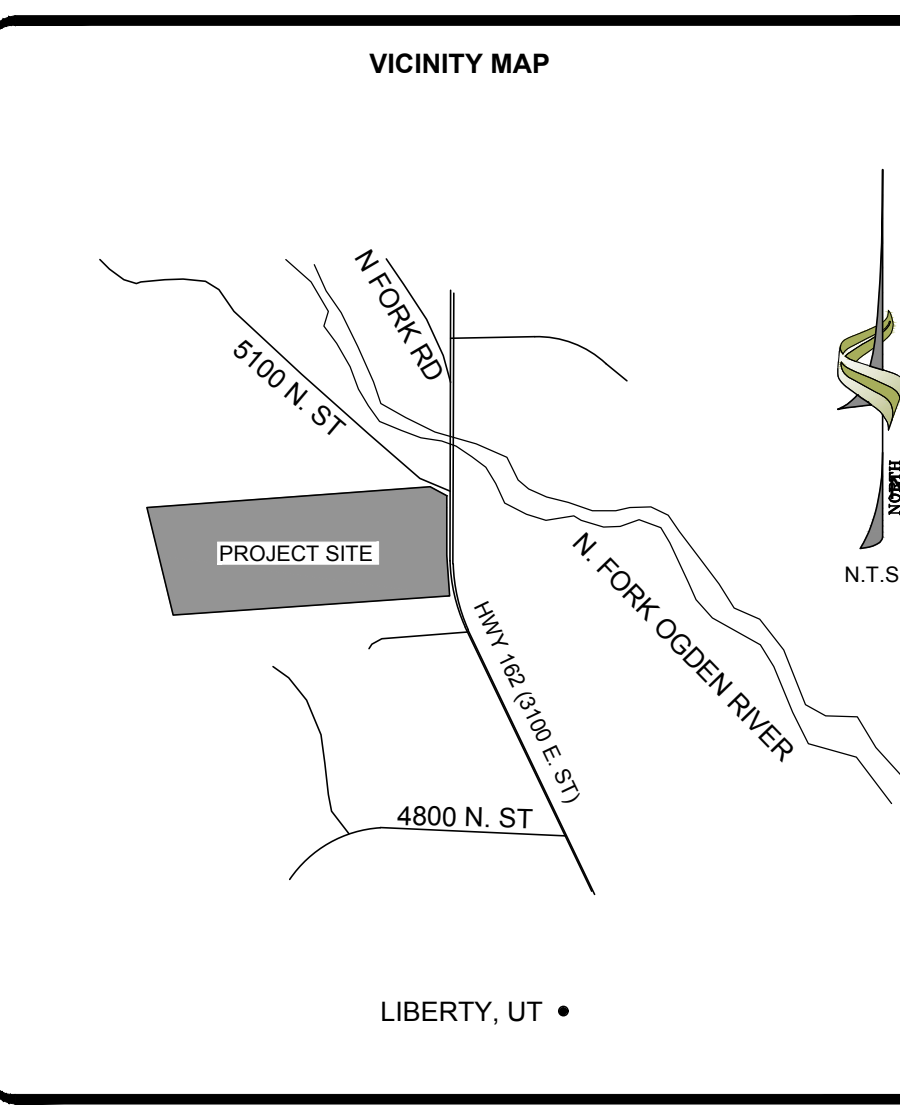 VICINITY MAP
N FORK RD
5100 N. ST
PROJECT SITE
N.T.S
N. FORK OGDEN RIVER
HWY 162 (3100 E. ST)
4800 N. ST
LIBERTY, UT